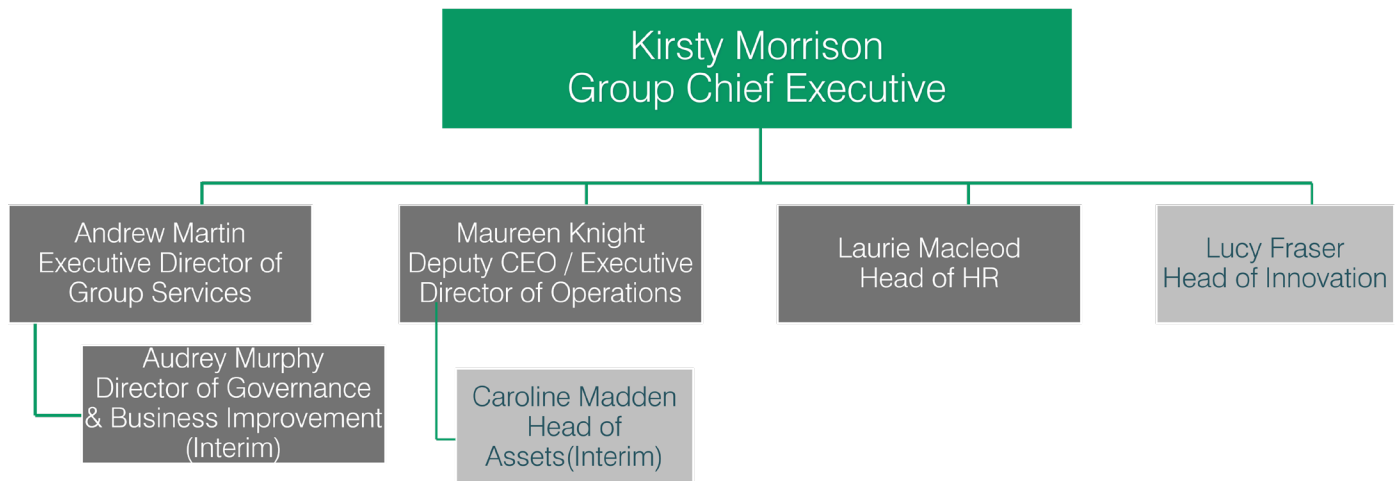 Kirsty Morrison
Group Chief Executive
Andrew Martin
Executive Director of
Group Services
Maureen Knight
Deputy CEO / Executive
Director of Operations
Laurie Macleod
Head of HR
Lucy Fraser
Head of Innovation
Audrey Murphy
Director of Governance
& Business Improvement
(Interim)
Caroline Madden
Head of
Assets(Interim)